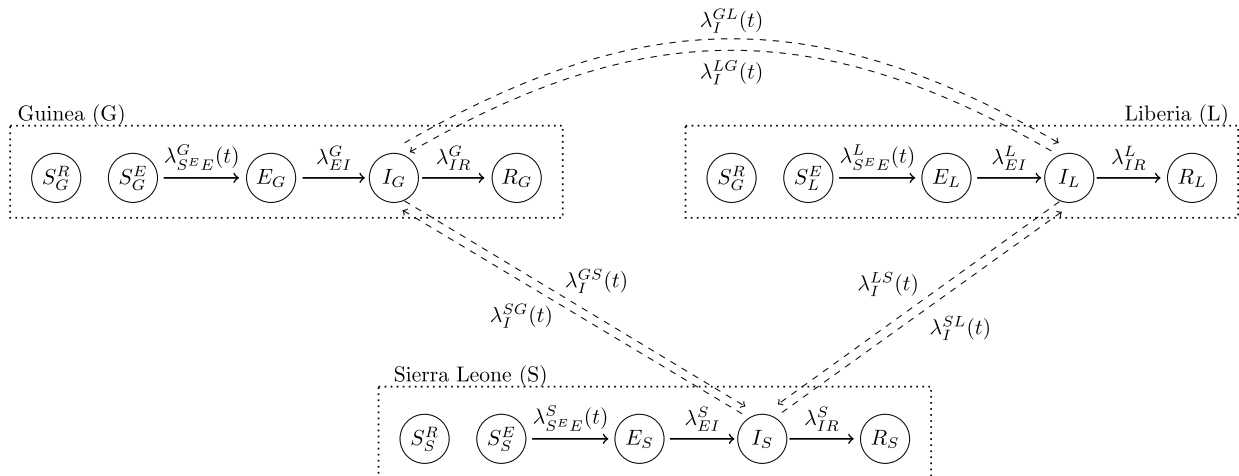 λ_I^{GL}(t)
λ_I^{LG}(t)
Guinea (G)
Liberia (L)
S_G^R S_G^E λ_{S^E E}^G(t) E_G λ_{EI}^G I_G λ_{IR}^G R_G
S_G^R S_L^E λ_{S^E E}^L(t) E_L λ_{EI}^L I_L λ_{IR}^L R_L
λ_I^{GS}(t)
λ_I^{SG}(t)
λ_I^{LS}(t)
λ_I^{SL}(t)
Sierra Leone (S)
S_S^R S_S^E λ_{S^E E}^S(t) E_S λ_{EI}^S I_S λ_{IR}^S R_S